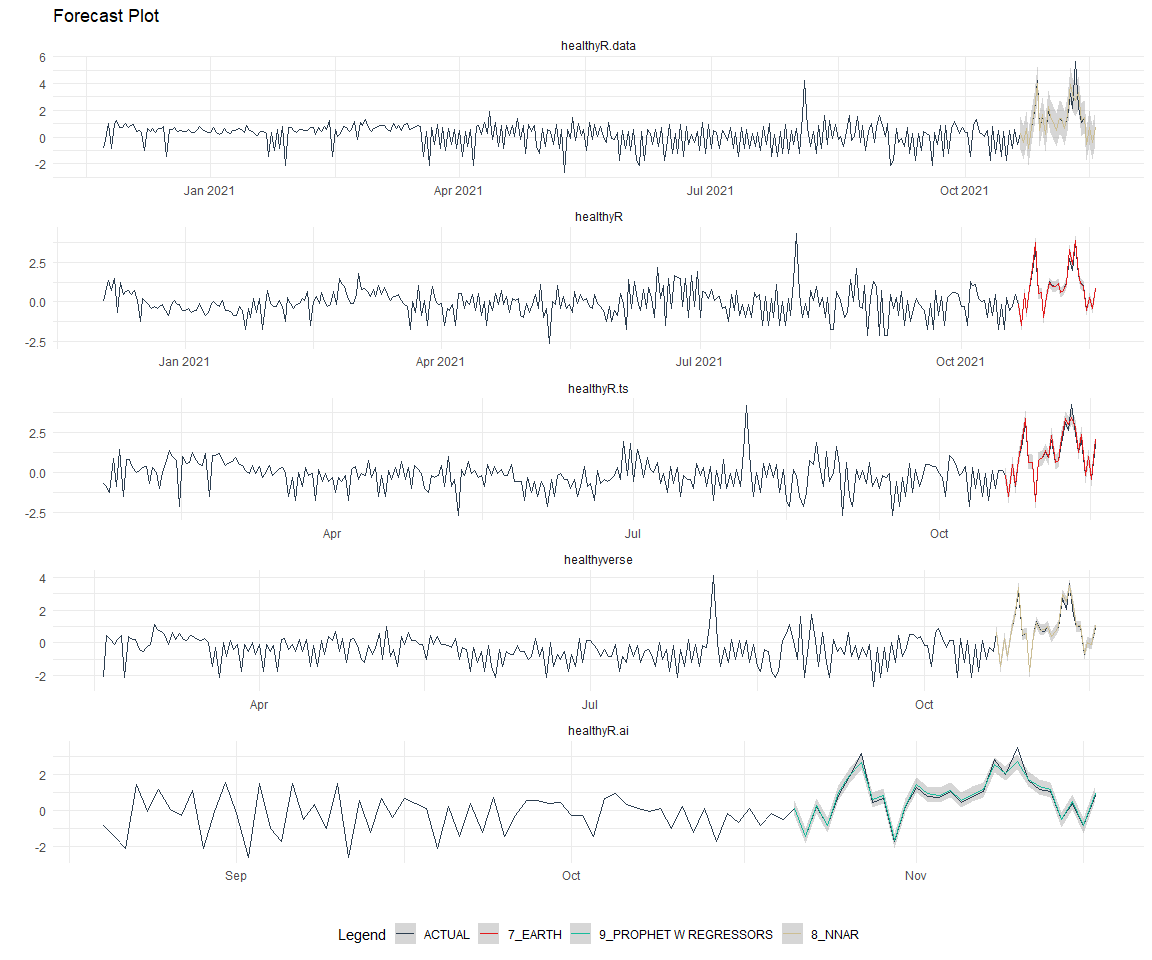 Forecast Plot
healthyR.data
6
4
2
0
-2
Jan 2021 Apr 2021 Jul 2021 Oct 2021
healthyR
2.5
0.0
-2.5
Jan 2021 Apr 2021 Jul 2021 Oct 2021
healthyR.ts
2.5
0.0
-2.5
Apr Jul Oct
healthyverse
4
2
0
-2
Apr Jul Oct
healthyR.ai
2
0
-2
Sep Oct Nov
Legend ACTUAL 7_EARTH 9_PROPHET W REGRESSORS 8_NNAR